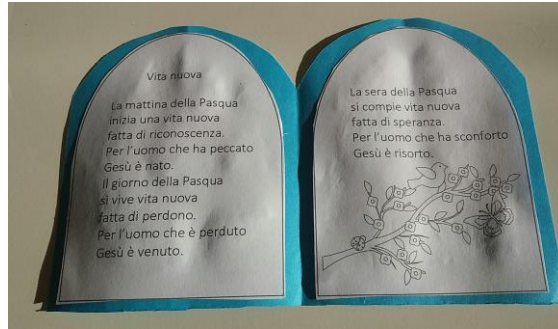 Vita nuova
La mattina della Pasqua
inizia una vita nuova
fatta di riconoscenza.
Per l'uomo che ha peccato
Gesù è nato.
Il giorno della Pasqua
si vive vita nuova
fatta di perdono.
Per l'uomo che è perduto
Gesù è venuto.
La sera della Pasqua
si compie vita nuova
fatta di speranza.
Per l'uomo che ha sconforto
Gesù è risorto.